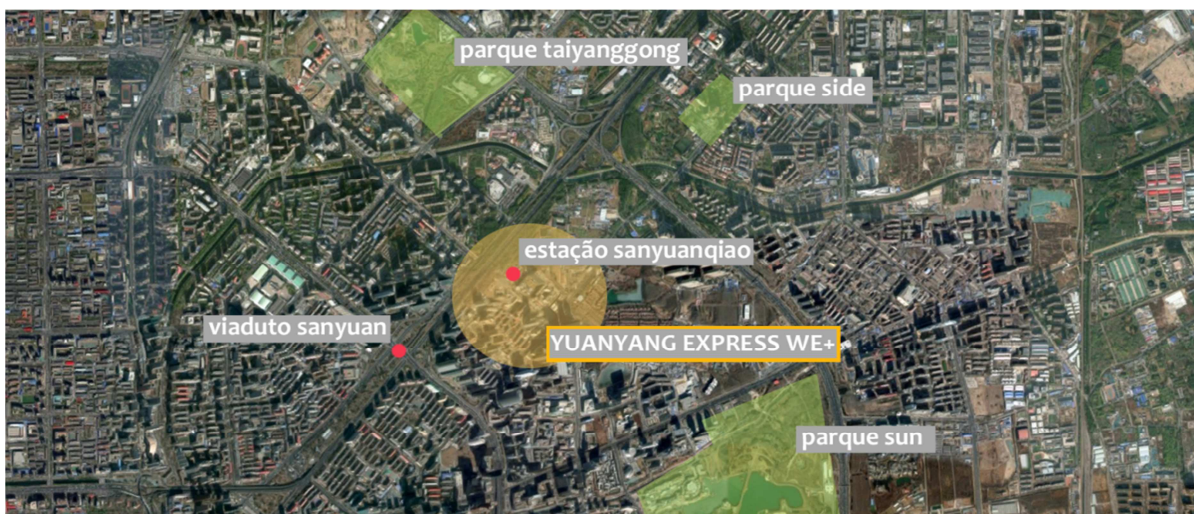 parque taiyanggong
parque side
estação sanyuanqiao
viaduto sanyuan
YUANYANG EXPRESS WE+
parque sun